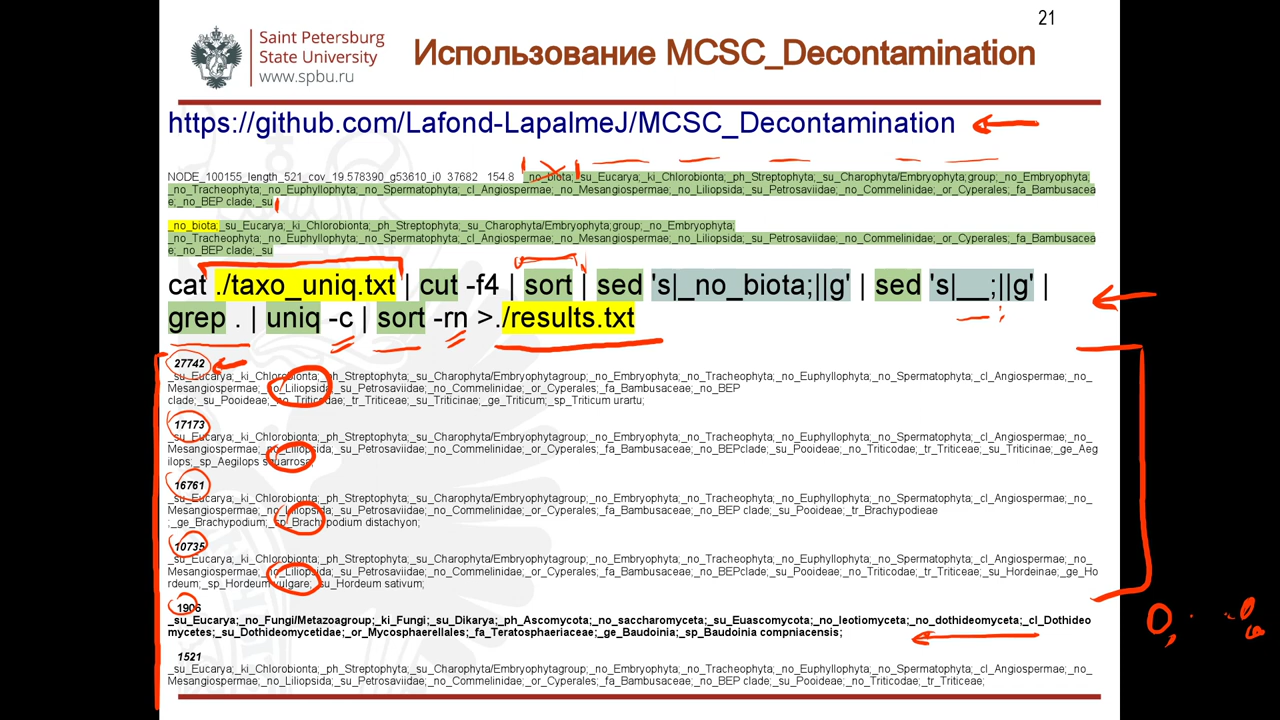 21
Saint Petersburg
State University
www.spbu.ru
Использование MCSC_Decontamination
https://github.com/Lafond-LapalmeJ/MCSC_Decontamination
NODE_100155_length_521_cov_19.578390_g53610_i0 37682 154.8 _no_biota;_su_Eucarya;_ki_Chlorobionta;_ph_Streptophyta;_su_Charophyta/Embryophyta;group;_no_Embryophyta;
_no_Tracheophyta;_no_Euphyllophyta;_no_Spermatophyta;_cl_Angiospermae;_no_Mesangiospermae;_no_Liliopsida;_su_Petrosaviidae;_no_Commelinidae;_or_Cyperales;_fa_Bambusacea
e;_no_BEP clade;_su
_no_biota;_su_Eucarya;_ki_Chlorobionta;_ph_Streptophyta;_su_Charophyta/Embryophyta;group;_no_Embryophyta;
_no_Tracheophyta;_no_Euphyllophyta;_no_Spermatophyta;_cl_Angiospermae;_no_Mesangiospermae;_no_Liliopsida;_su_Petrosaviidae;_no_Commelinidae;_or_Cyperales;_fa_Bambusacea
e;_no_BEP clade;_su
cat ./taxo_uniq.txt | cut -f4 | sort | sed 's|_no_biota;||g' | sed 's|__;||g' |
grep . | uniq -c | sort -rn >./results.txt
27742
_su_Eucarya;_ki_Chlorobionta;_ph_Streptophyta;_su_Charophyta/Embryophytagroup;_no_Embryophyta;_no_Tracheophyta;_no_Euphyllophyta;_no_Spermatophyta;_cl_Angiospermae;_no_
Mesangiospermae;_no_Liliopsida;_su_Petrosaviidae;_no_Commelinidae;_or_Cyperales;_fa_Bambusaceae;_no_BEP
clade;_su_Pooideae;_no_Triticodae;_tr_Triticeae;_su_Triticinae;_ge_Triticum;_sp_Triticum urartu;
17173
_su_Eucarya;_ki_Chlorobionta;_ph_Streptophyta;_su_Charophyta/Embryophytagroup;_no_Embryophyta;_no_Tracheophyta;_no_Euphyllophyta;_no_Spermatophyta;_cl_Angiospermae;_no_
Mesangiospermae;_no_Liliopsida;_su_Petrosaviidae;_no_Commelinidae;_or_Cyperales;_fa_Bambusaceae;_no_BEPclade;_su_Pooideae;_no_Triticodae;_tr_Triticeae;_su_Triticinae;_ge_Aeg
ilops;_sp_Aegilops squarrosa;
16761
_su_Eucarya;_ki_Chlorobionta;_ph_Streptophyta;_su_Charophyta/Embryophytagroup;_no_Embryophyta;_no_Tracheophyta;_no_Euphyllophyta;_no_Spermatophyta;_cl_Angiospermae;_no_
Mesangiospermae;_no_Liliopsida;_su_Petrosaviidae;_no_Commelinidae;_or_Cyperales;_fa_Bambusaceae;_no_BEP clade;_su_Pooideae;_tr_Brachypodieae
;_ge_Brachypodium;_sp_Brachypodium distachyon;
10735
_su_Eucarya;_ki_Chlorobionta;_ph_Streptophyta;_su_Charophyta/Embryophytagroup;_no_Embryophyta;_no_Tracheophyta;_no_Euphyllophyta;_no_Spermatophyta;_cl_Angiospermae;_no_
Mesangiospermae;_no_Liliopsida;_su_Petrosaviidae;_no_Commelinidae;_or_Cyperales;_fa_Bambusaceae;_no_BEPclade;_su_Pooideae;_no_Triticodae;_tr_Triticeae;_su_Hordeinae;_ge_Ho
rdeum;_sp_Hordeum vulgare;_su_Hordeum sativum;
1906
_su_Eucarya;_no_Fungi/Metazoagroup;_ki_Fungi;_su_Dikarya;_ph_Ascomycota;_no_saccharomyceta;_su_Euascomycota;_no_leotiomyceta;_no_dothideomyceta;_cl_Dothideo
mycetes;_su_Dothideomycetidae;_or_Mycosphaerellales;_fa_Teratosphaeriaceae;_ge_Baudoinia;_sp_Baudoinia compniacensis;
1521
_su_Eucarya;_ki_Chlorobionta;_ph_Streptophyta;_su_Charophyta/Embryophytagroup;_no_Embryophyta;_no_Tracheophyta;_no_Euphyllophyta;_no_Spermatophyta;_cl_Angiospermae;_no_
Mesangiospermae;_no_Liliopsida;_su_Petrosaviidae;_no_Commelinidae;_or_Cyperales;_fa_Bambusaceae;_no_BEP clade;_su_Pooideae;_no_Triticodae;_tr_Triticeae;